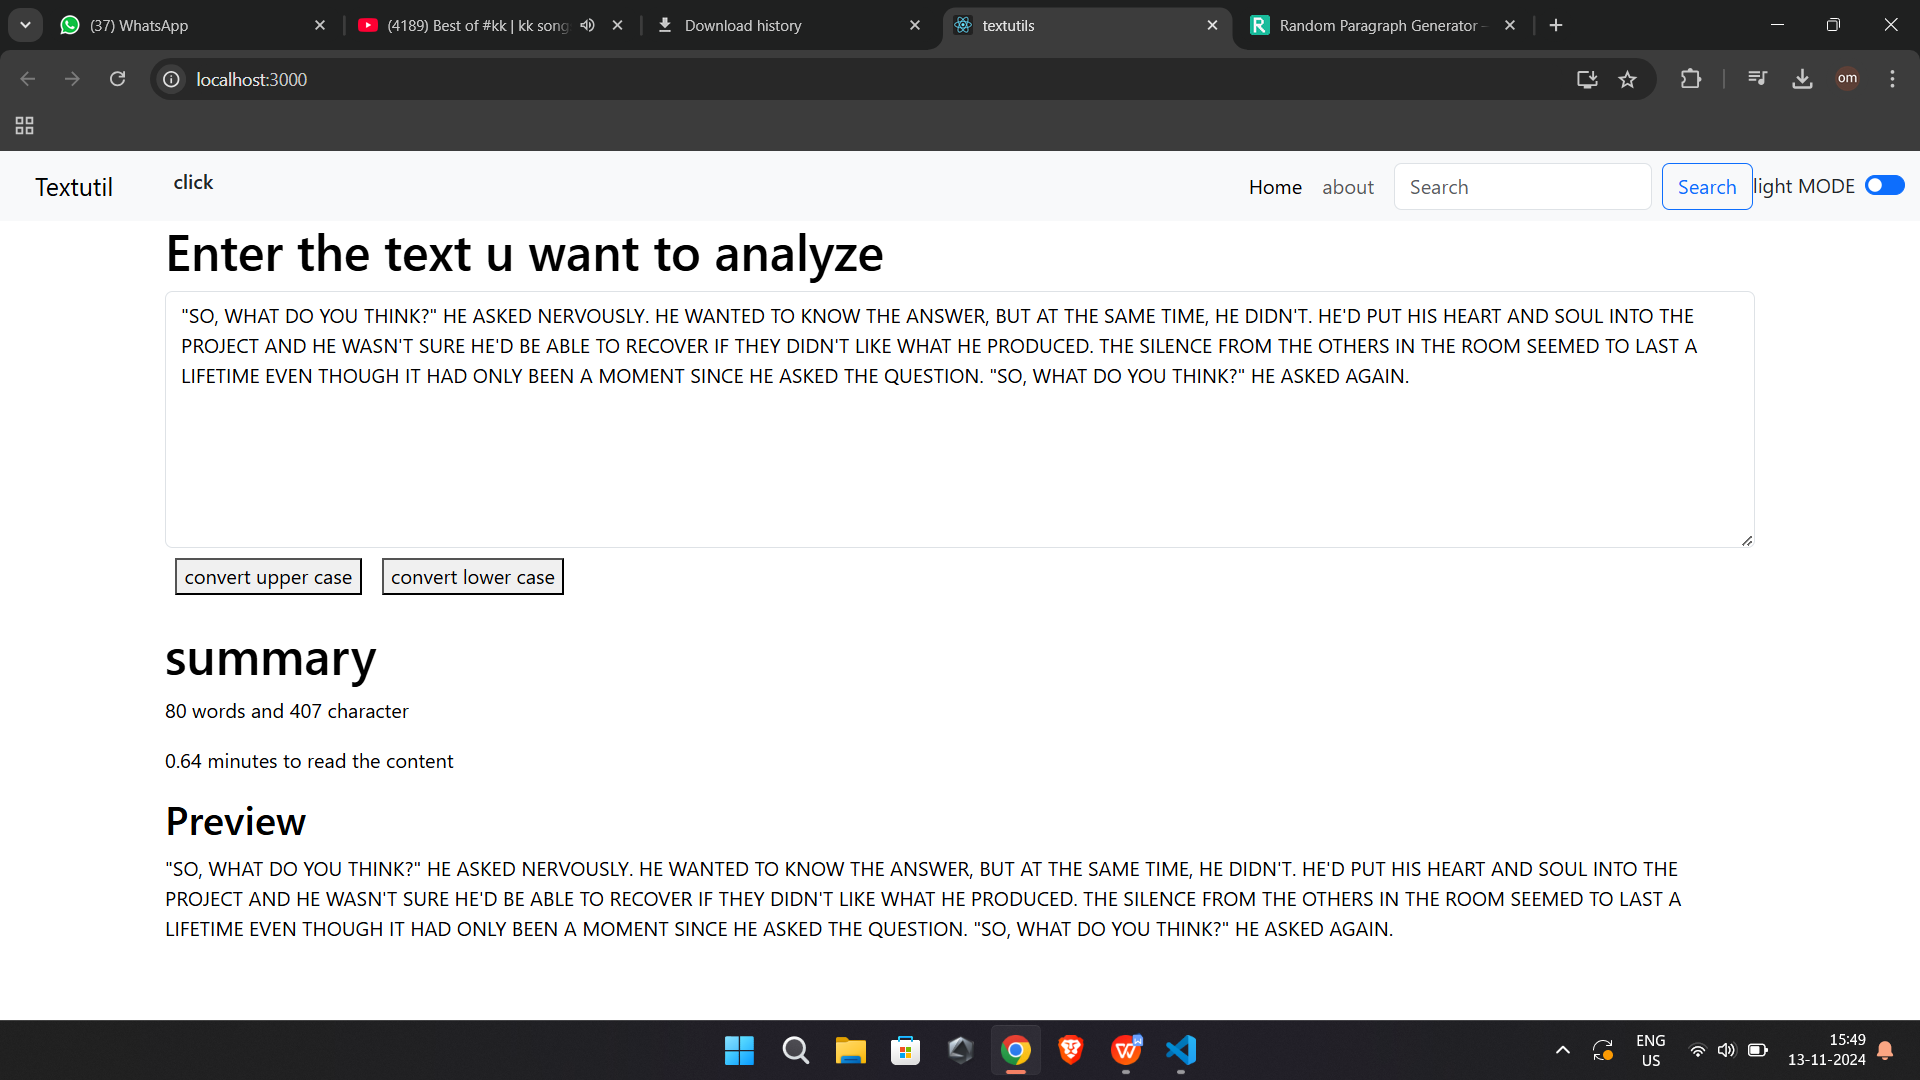 (37) WhatsApp
(4189) Best of #kk | kk song
Download history
textutils
Random Paragraph Generator -
localhost:3000
om
Textutil
click
Home
about
Search
Search
light MODE
Enter the text u want to analyze
"SO, WHAT DO YOU THINK?" HE ASKED NERVOUSLY. HE WANTED TO KNOW THE ANSWER, BUT AT THE SAME TIME, HE DIDN'T. HE'D PUT HIS HEART AND SOUL INTO THE
PROJECT AND HE WASN'T SURE HE'D BE ABLE TO RECOVER IF THEY DIDN'T LIKE WHAT HE PRODUCED. THE SILENCE FROM THE OTHERS IN THE ROOM SEEMED TO LAST A
LIFETIME EVEN THOUGH IT HAD ONLY BEEN A MOMENT SINCE HE ASKED THE QUESTION. "SO, WHAT DO YOU THINK?" HE ASKED AGAIN.
convert upper case
convert lower case
summary
80 words and 407 character
0.64 minutes to read the content
Preview
"SO, WHAT DO YOU THINK?" HE ASKED NERVOUSLY. HE WANTED TO KNOW THE ANSWER, BUT AT THE SAME TIME, HE DIDN'T. HE'D PUT HIS HEART AND SOUL INTO THE
PROJECT AND HE WASN'T SURE HE'D BE ABLE TO RECOVER IF THEY DIDN'T LIKE WHAT HE PRODUCED. THE SILENCE FROM THE OTHERS IN THE ROOM SEEMED TO LAST A
LIFETIME EVEN THOUGH IT HAD ONLY BEEN A MOMENT SINCE HE ASKED THE QUESTION. "SO, WHAT DO YOU THINK?" HE ASKED AGAIN.
ENG
US
15:49
13-11-2024